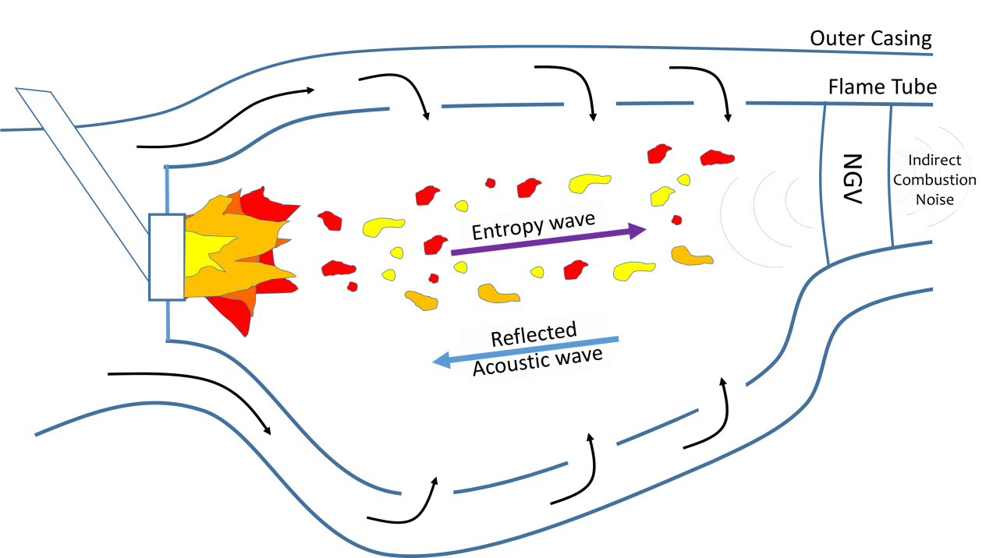 Outer Casing
Flame Tube
NGV
Indirect
Combustion
Noise
Entropy wave
Reflected
Acoustic wave